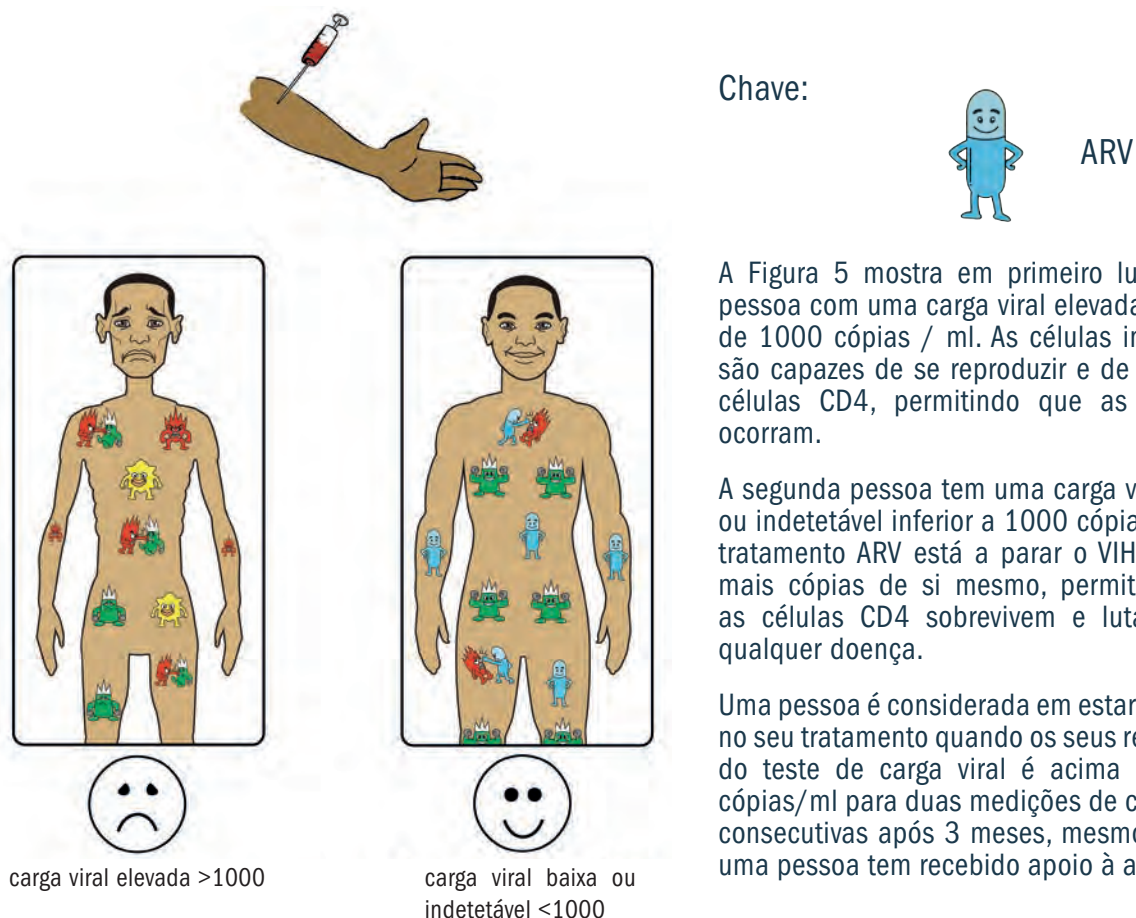 Chave:
ARV
A Figura 5 mostra em primeiro lu
pessoa com uma carga viral elevada
de 1000 cópias / ml. As células in
são capazes de se reproduzir e de
células CD4, permitindo que as
ocorram.
A segunda pessoa tem uma carga v
ou indetetável inferior a 1000 cópia
tratamento ARV está a parar o VIH
mais cópias de si mesmo, permit
as células CD4 sobrevivem e luta
qualquer doença.
Uma pessoa é considerada em estar
no seu tratamento quando os seus re
do teste de carga viral é acima
cópias/ml para duas medições de c
consecutivas após 3 meses, mesmo
uma pessoa tem recebido apoio à a
carga viral elevada >1000
carga viral baixa ou
indetetável <1000